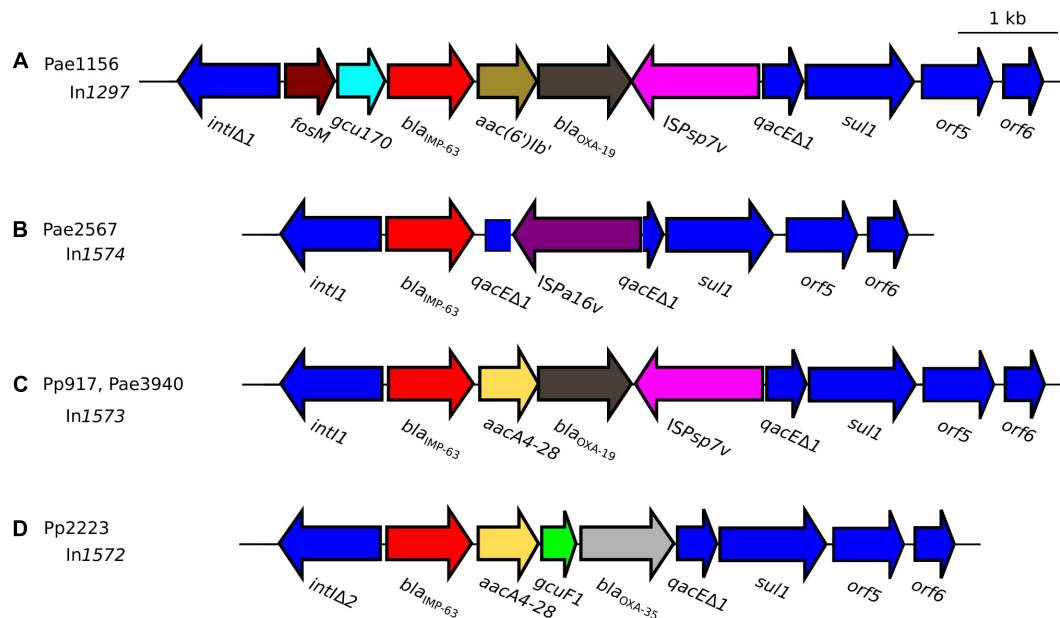 1 kb
A Pae1156
In1297
intIΔ1 fosM gcu170 blaIMP-63 aac(6')Ib' blaOXA-19 ISPsp7v qacEΔ1 sul1 orf5 orf6
B Pae2567
In1574
intI1 blaIMP-63 qacEΔ1 ISPa16v qacEΔ1 sul1 orf5 orf6
C Pp917, Pae3940
In1573
intI1 blaIMP-63 aacA4-28 blaOXA-19 ISPsp7v qacEΔ1 sul1 orf5 orf6
D Pp2223
In1572
intIΔ2 blaIMP-63 aacA4-28 gcuF1 blaOXA-35 qacEΔ1 sul1 orf5 orf6